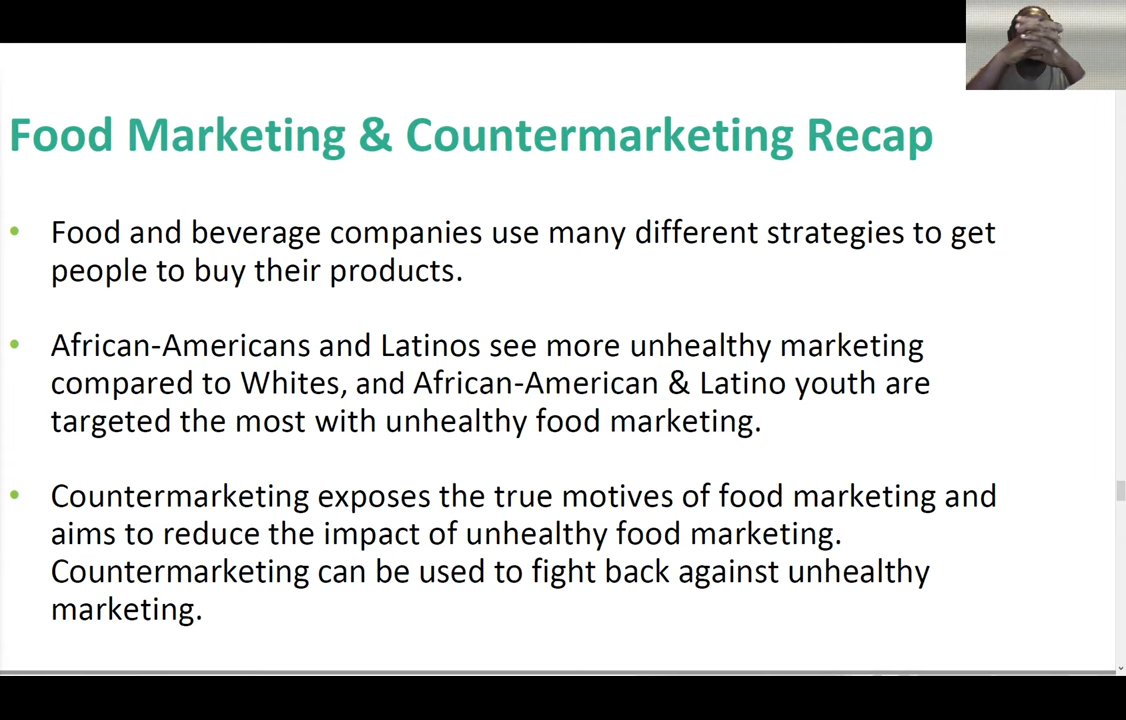 Food Marketing & Countermarketing Recap
• Food and beverage companies use many different strategies to get
people to buy their products.
• African-Americans and Latinos see more unhealthy marketing
compared to Whites, and African-American & Latino youth are
targeted the most with unhealthy food marketing.
• Countermarketing exposes the true motives of food marketing and
aims to reduce the impact of unhealthy food marketing.
Countermarketing can be used to fight back against unhealthy
marketing.